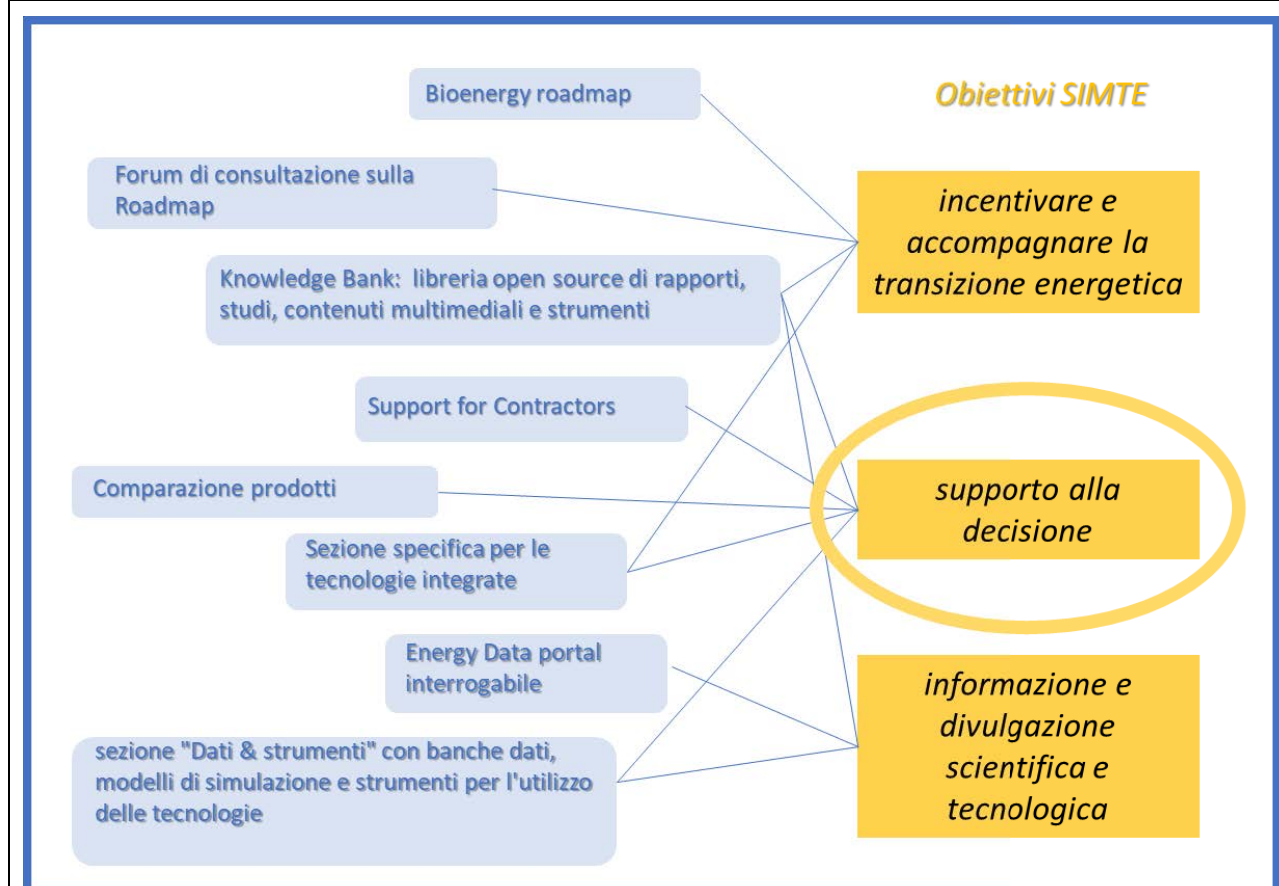 Bioenergy roadmap
Obiettivi SIMTE
Forum di consultazione sulla
Roadmap
incentivare e
accompagnare la
transizione energetica
Knowledge Bank:  libreria open source di rapporti,
studi, contenuti multimediali e strumenti
Support for Contractors
Comparazione prodotti
supporto alla
decisione
Sezione specifica per le
tecnologie integrate
Energy Data portal
interrogabile
informazione e
divulgazione
scientifica e
tecnologica
sezione "Dati & strumenti" con banche dati,
modelli di simulazione e strumenti per l'utilizzo
delle tecnologie